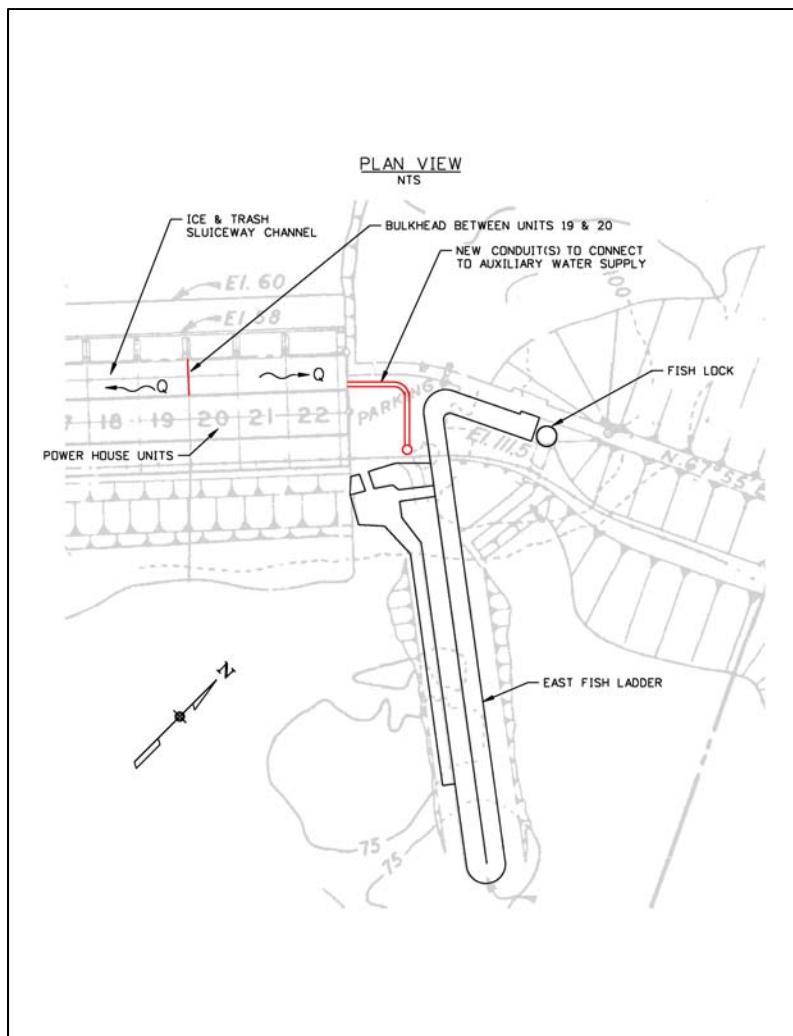 PLAN VIEW
NTS
ICE & TRASH
SLUICEWAY CHANNEL
BULKHEAD BETWEEN UNITS 19 & 20
NEW CONDUIT(S) TO CONNECT
TO AUXILIARY WATER SUPPLY
100
El. 60
El. 58
Q
Q
FISH LOCK
PARKING
18 19 20 21 22
El. 111.5
POWER HOUSE UNITS
EAST FISH LADDER
N
75
75